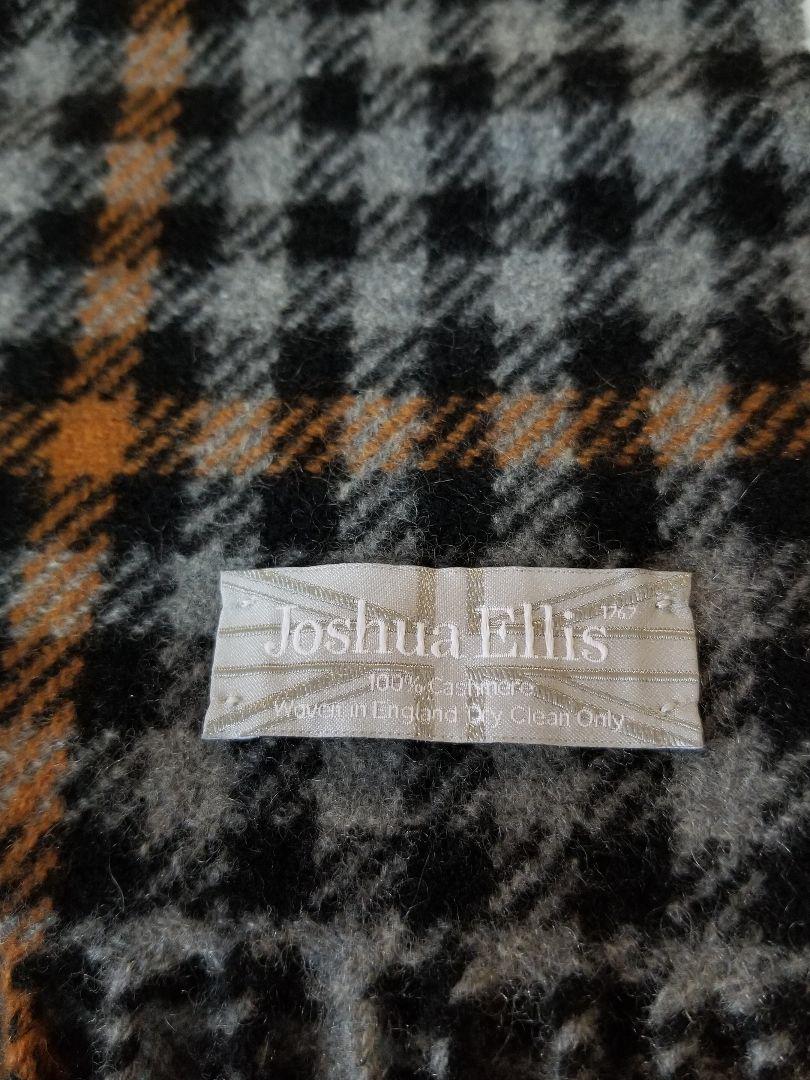 Joshua Ellis 1767
100% Cashmere
Woven in England Dry Clean Only